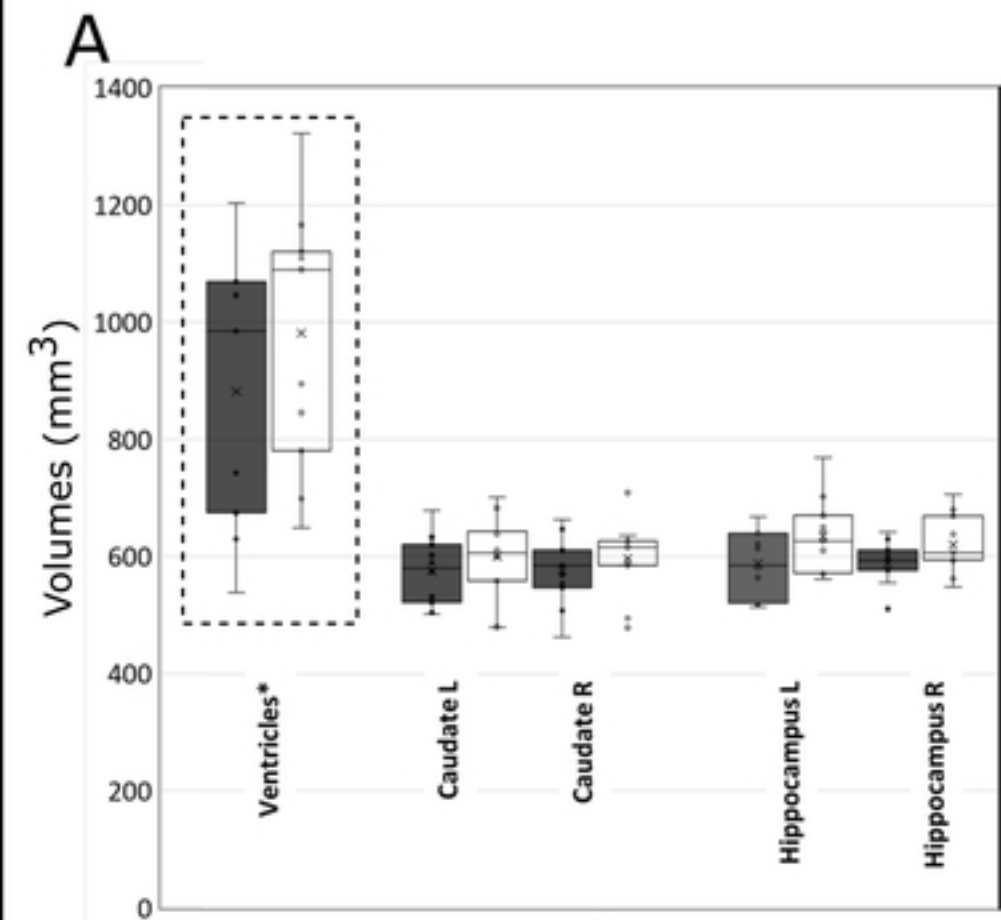 A
1400
1200
1000
800
600
400
200
0
Volumes (mm³)
Ventricles*
Caudate L
Caudate R
Hippocampus L
Hippocampus R